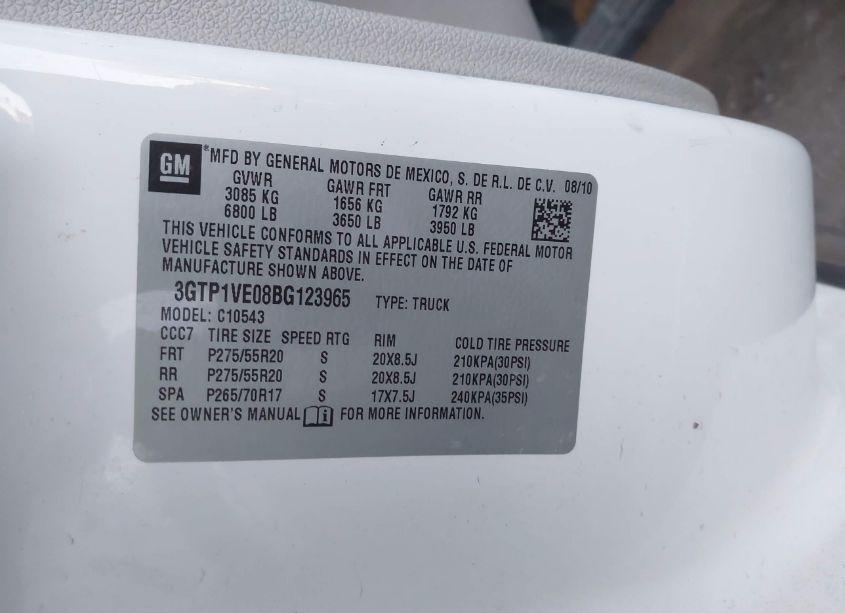 GM
*MFD BY GENERAL MOTORS DE MEXICO, S. DE R.L. DE C.V. 08/10
GVWR GAWR FRT GAWR RR
3085 KG 1656 KG 1792 KG
6800 LB 3650 LB 3950 LB
THIS VEHICLE CONFORMS TO ALL APPLICABLE U.S. FEDERAL MOTOR
VEHICLE SAFETY STANDARDS IN EFFECT ON THE DATE OF
MANUFACTURE SHOWN ABOVE.
3GTP1VE08BG123965 TYPE: TRUCK
MODEL: C10543
CCC7 TIRE SIZE SPEED RTG RIM COLD TIRE PRESSURE
FRT P275/55R20 S 20X8.5J 210KPA(30PSI)
RR P275/55R20 S 20X8.5J 210KPA(30PSI)
SPA P265/70R17 S 17X7.5J 240KPA(35PSI)
SEE OWNER'S MANUAL FOR MORE INFORMATION.